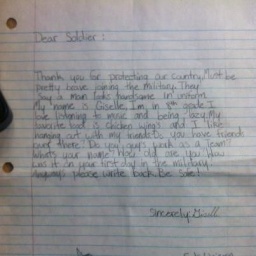 Dear Soldier:
Thank you for protecting our country. Must be
pretty brave joining the military. They
say a man looks handsome in uniform.
My name is Giselle. I'm in 8th grade. I
love listening to music and being lazy. My
favorite food is chicken wings and I like
hanging out with my friends. Do you have friends
over there? Do you guys work as a team?
Whats your name? How old are you? How
was it on your first day in the military
please write back. Be safe!
Sincerely: Giselle